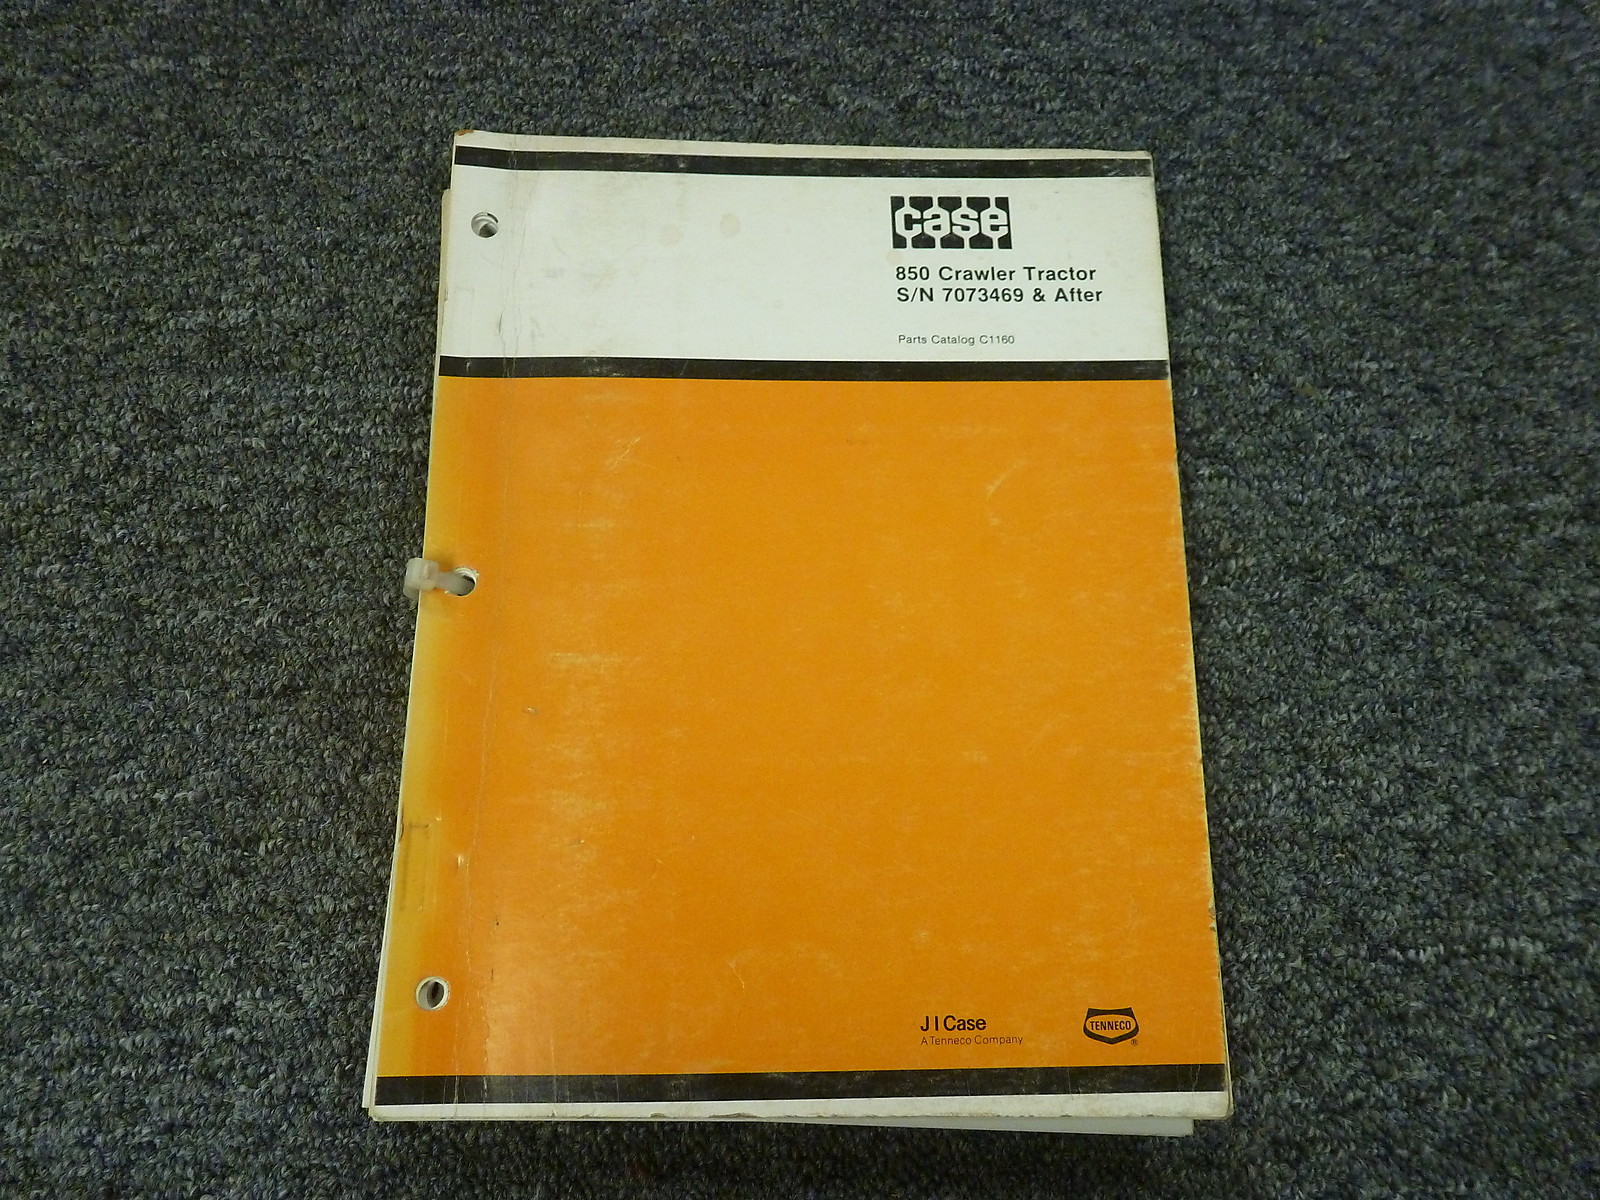 case
850 Crawler Tractor
S/N 7073469 & After
Parts Catalog C1160
J I Case
A Tenneco Company
TENNECO
®